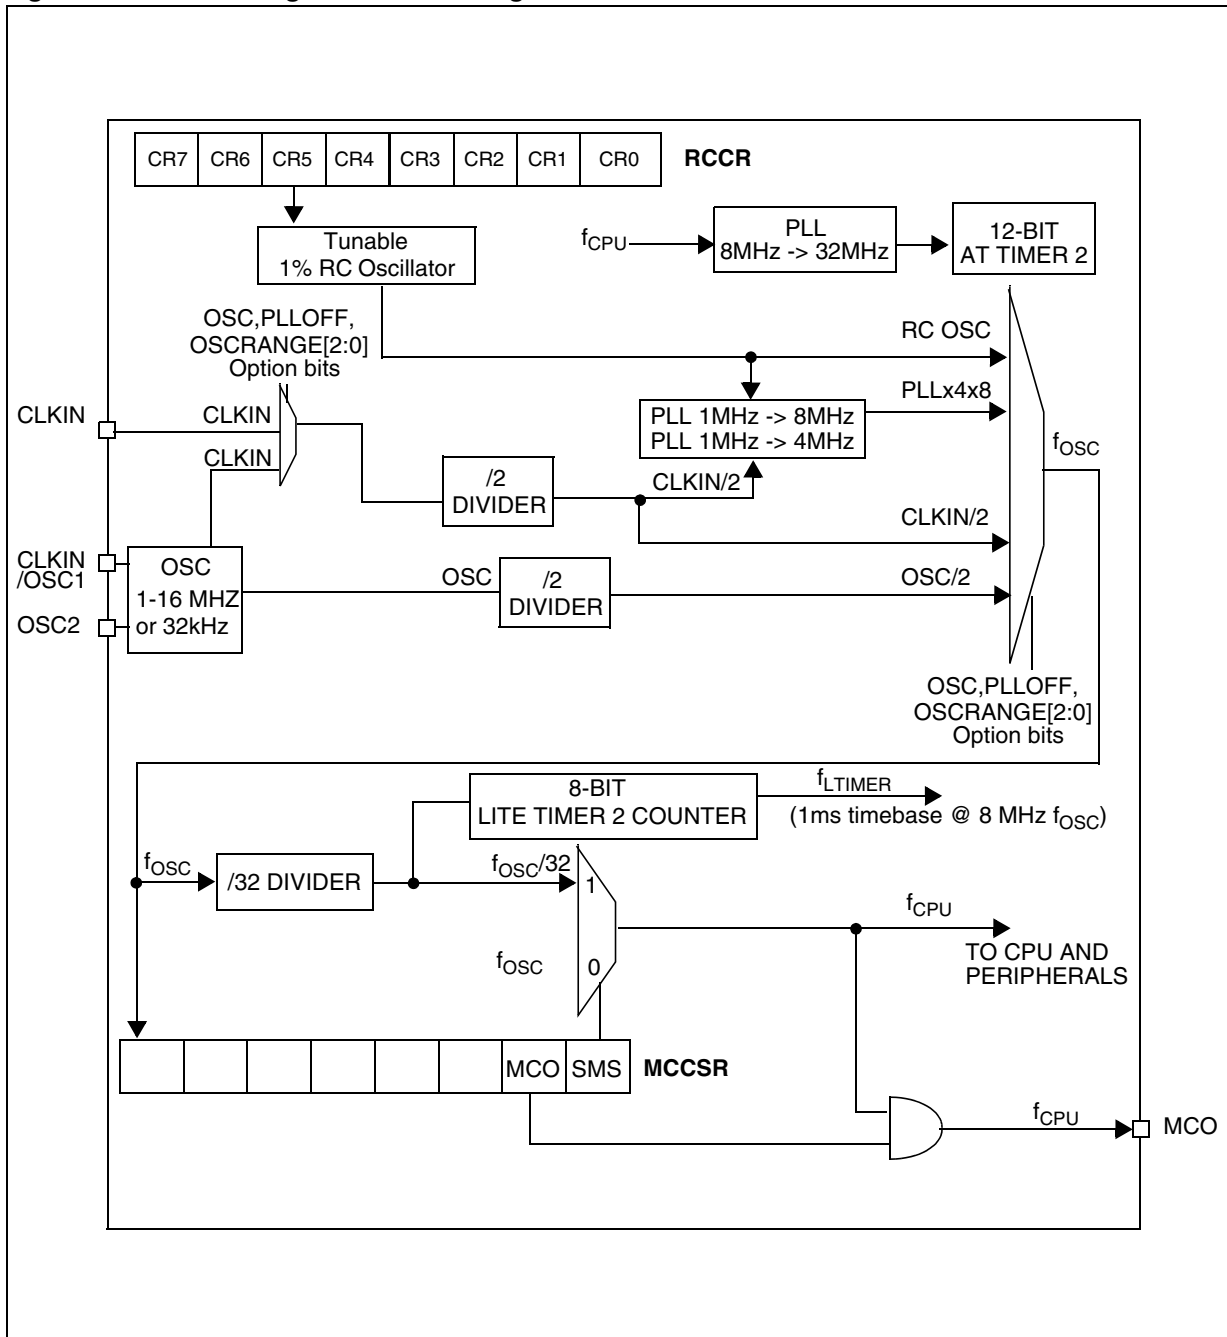 CR7 CR6 CR5 CR4 CR3 CR2 CR1 CR0 RCCR
Tunable
1% RC Oscillator
fCPU
PLL
8MHz -> 32MHz
12-BIT
AT TIMER 2
OSC,PLLOFF,
OSCRANGE[2:0]
Option bits
RC OSC
PLLx4x8
CLKIN
CLKIN
CLKIN
PLL 1MHz -> 8MHz
PLL 1MHz -> 4MHz
fOSC
/2
DIVIDER
CLKIN/2
CLKIN/2
CLKIN
/OSC1
OSC2
OSC
1-16 MHZ
or 32kHz
OSC
/2
DIVIDER
OSC/2
OSC,PLLOFF,
OSCRANGE[2:0]
Option bits
8-BIT
LITE TIMER 2 COUNTER
fLTIMER
(1ms timebase @ 8 MHz fOSC)
fOSC
/32 DIVIDER
fOSC/32
1
fOSC
0
fCPU
TO CPU AND
PERIPHERALS
MCO SMS MCCSR
fCPU
MCO